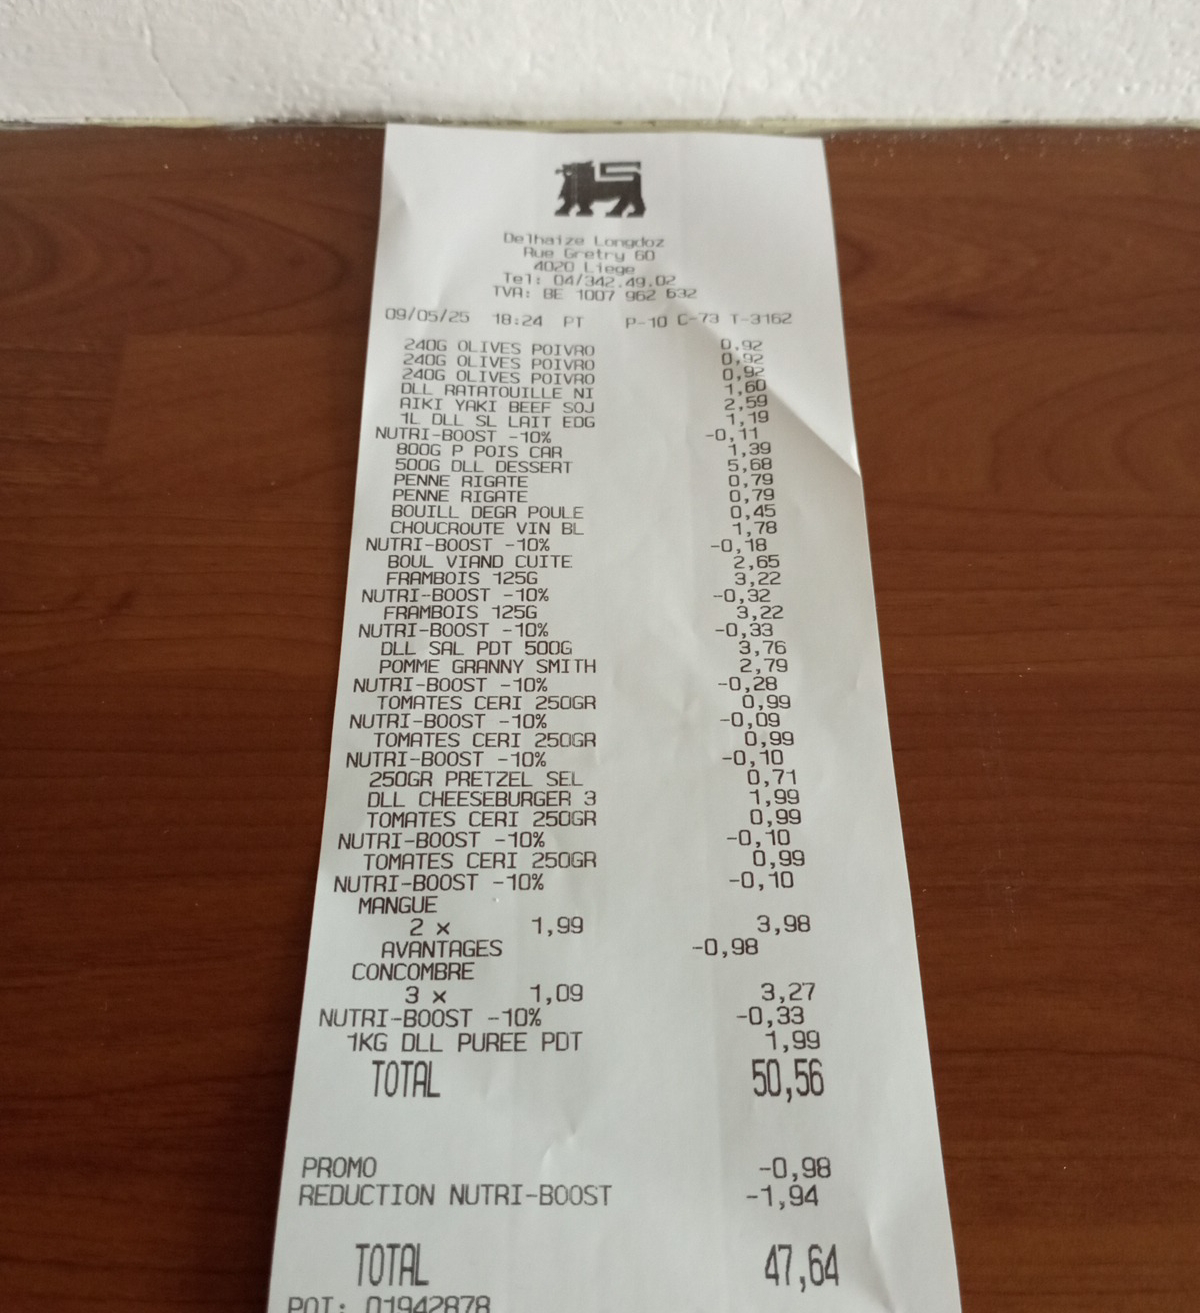 Delhaize Longdoz
Rue Gretry 60
4020 Liege
Tel: 04/342.49.02
TVA: BE 1007 962 632
09/05/25 18:24 PT P-10 C-73 T-3162
240G OLIVES POIVRO 0,92
240G OLIVES POIVRO 0,92
240G OLIVES POIVRO 0,92
DLL RATATOUILLE NI 1,60
AIKI YAKI BEEF SOJ 2,59
1L DLL SL LAIT EDG 1,19
NUTRI-BOOST -10% -0,11
800G P POIS CAR 1,39
500G DLL DESSERT 5,68
PENNE RIGATE 0,79
PENNE RIGATE 0,79
BOUILL DEGR POULE 0,45
CHOUCROUTE VIN BL 1,78
NUTRI-BOOST -10% -0,18
BOUL VIAND CUITE 2,65
FRAMBOIS 125G 3,22
NUTRI-BOOST -10% -0,32
FRAMBOIS 125G 3,22
NUTRI-BOOST -10% -0,33
DLL SAL PDT 500G 3,76
POMME GRANNY SMITH 2,79
NUTRI-BOOST -10% -0,28
TOMATES CERI 250GR 0,99
NUTRI-BOOST -10% -0,09
TOMATES CERI 250GR 0,99
NUTRI-BOOST -10% -0,10
250GR PRETZEL SEL 0,71
DLL CHEESEBURGER 3 1,99
TOMATES CERI 250GR 0,99
NUTRI-BOOST -10% -0,10
TOMATES CERI 250GR 0,99
NUTRI-BOOST -10% -0,10
MANGUE
2 x 1,99 3,98
AVANTAGES -0,98
CONCOMBRE
3 x 1,09 3,27
NUTRI-BOOST -10% -0,33
1KG DLL PUREE PDT 1,99
TOTAL 50,56
PROMO -0,98
REDUCTION NUTRI-BOOST -1,94
TOTAL 47,64
POI: 01942878